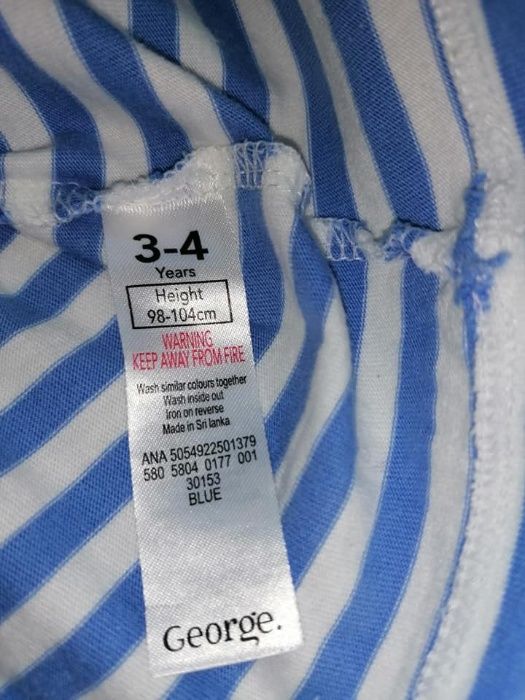 3-4
Years
Height
98-104cm
WARNING
KEEP AWAY FROM FIRE
Wash similar colours together
Wash inside out
Iron on reverse
Made in Sri lanka
ANA 5054922501379
580 5804 0177 001
30153
BLUE
George.